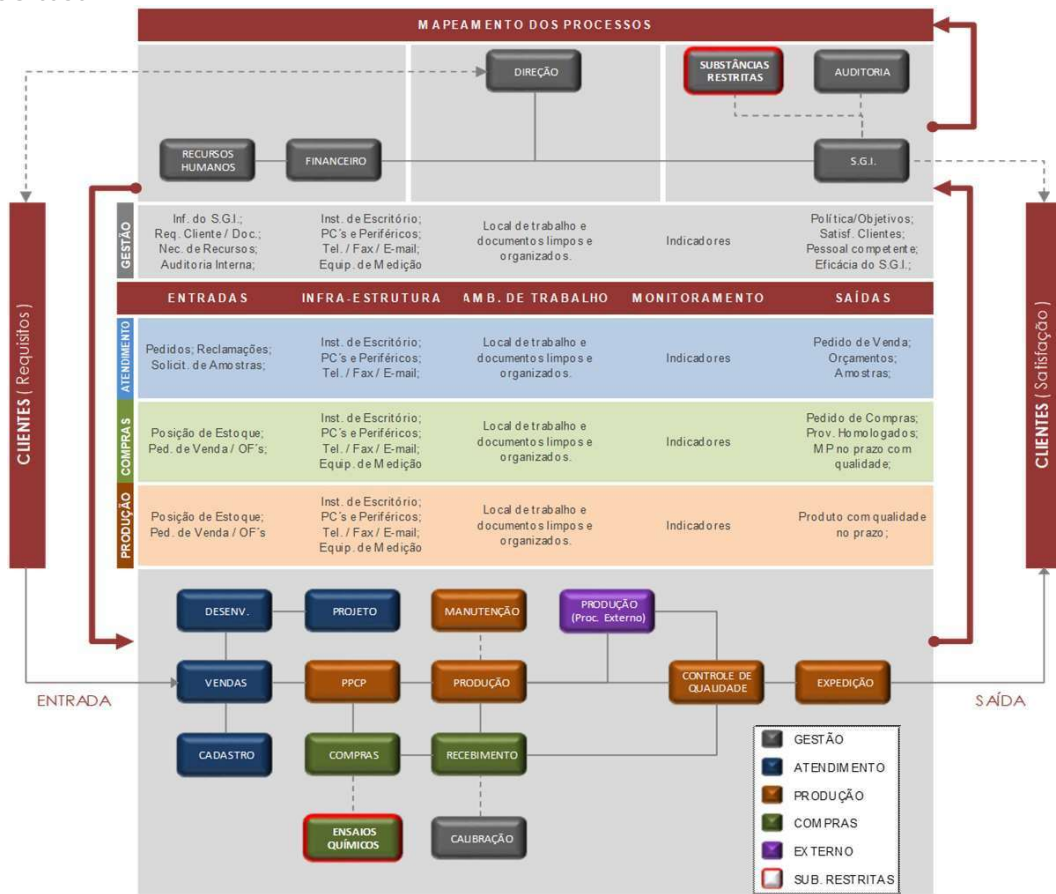 MAPEAMENTO DOS PROCESSOS
DIREÇÃO
SUBSTÂNCIAS
RESTRITAS
AUDITORIA
RECURSOS
HUMANOS
FINANCEIRO
S.G.I.
CLIENTES ( Requisitos )
CLIENTES ( Satisfação )
GESTÃO
Inf. do S.G.I.;
Req. Cliente / Doc.;
Nec. de Recursos;
Auditoria Interna;
Inst. de Escritório;
PC´s e Periféricos;
Tel. / Fax / E-mail;
Equip. de Medição
Local de trabalho e
documentos limpos e
organizados.
Indicadores
Política/Objetivos;
Satisf. Clientes;
Pessoal competente;
Eficácia do S.G.I.;
ENTRADAS
INFRA-ESTRUTURA
AMB. DE TRABALHO
MONITORAMENTO
SAÍDAS
ATENDIMENTO
Pedidos; Reclamações;
Solicit. de Amostras;
Inst. de Escritório;
PC´s e Periféricos;
Tel. / Fax / E-mail;
Local de trabalho e
documentos limpos e
organizados.
Indicadores
Pedido de Venda;
Orçamentos;
Amostras;
COMPRAS
Posição de Estoque;
Ped. de Venda / OF´s;
Inst. de Escritório;
PC´s e Periféricos;
Tel. / Fax / E-mail;
Equip. de Medição
Local de trabalho e
documentos limpos e
organizados.
Indicadores
Pedido de Compras;
Prov. Homologados;
MP no prazo com
qualidade;
PRODUÇÃO
Posição de Estoque;
Ped. de Venda / OF´s
Inst. de Escritório;
PC´s e Periféricos;
Tel. / Fax / E-mail;
Equip. de Medição
Local de trabalho e
documentos limpos e
organizados.
Indicadores
Produto com qualidade
no prazo;
DESENV.
PROJETO
MANUTENÇÃO
PRODUÇÃO
(Proc. Externo)
VENDAS
PPCP
PRODUÇÃO
CONTROLE DE
QUALIDADE
EXPEDIÇÃO
ENTRADA
SAÍDA
CADASTRO
COMPRAS
RECEBIMENTO
ENSAIOS
QUÍMICOS
CALIBRAÇÃO
GESTÃO
ATENDIMENTO
PRODUÇÃO
COMPRAS
EXTERNO
SUB. RESTRITAS